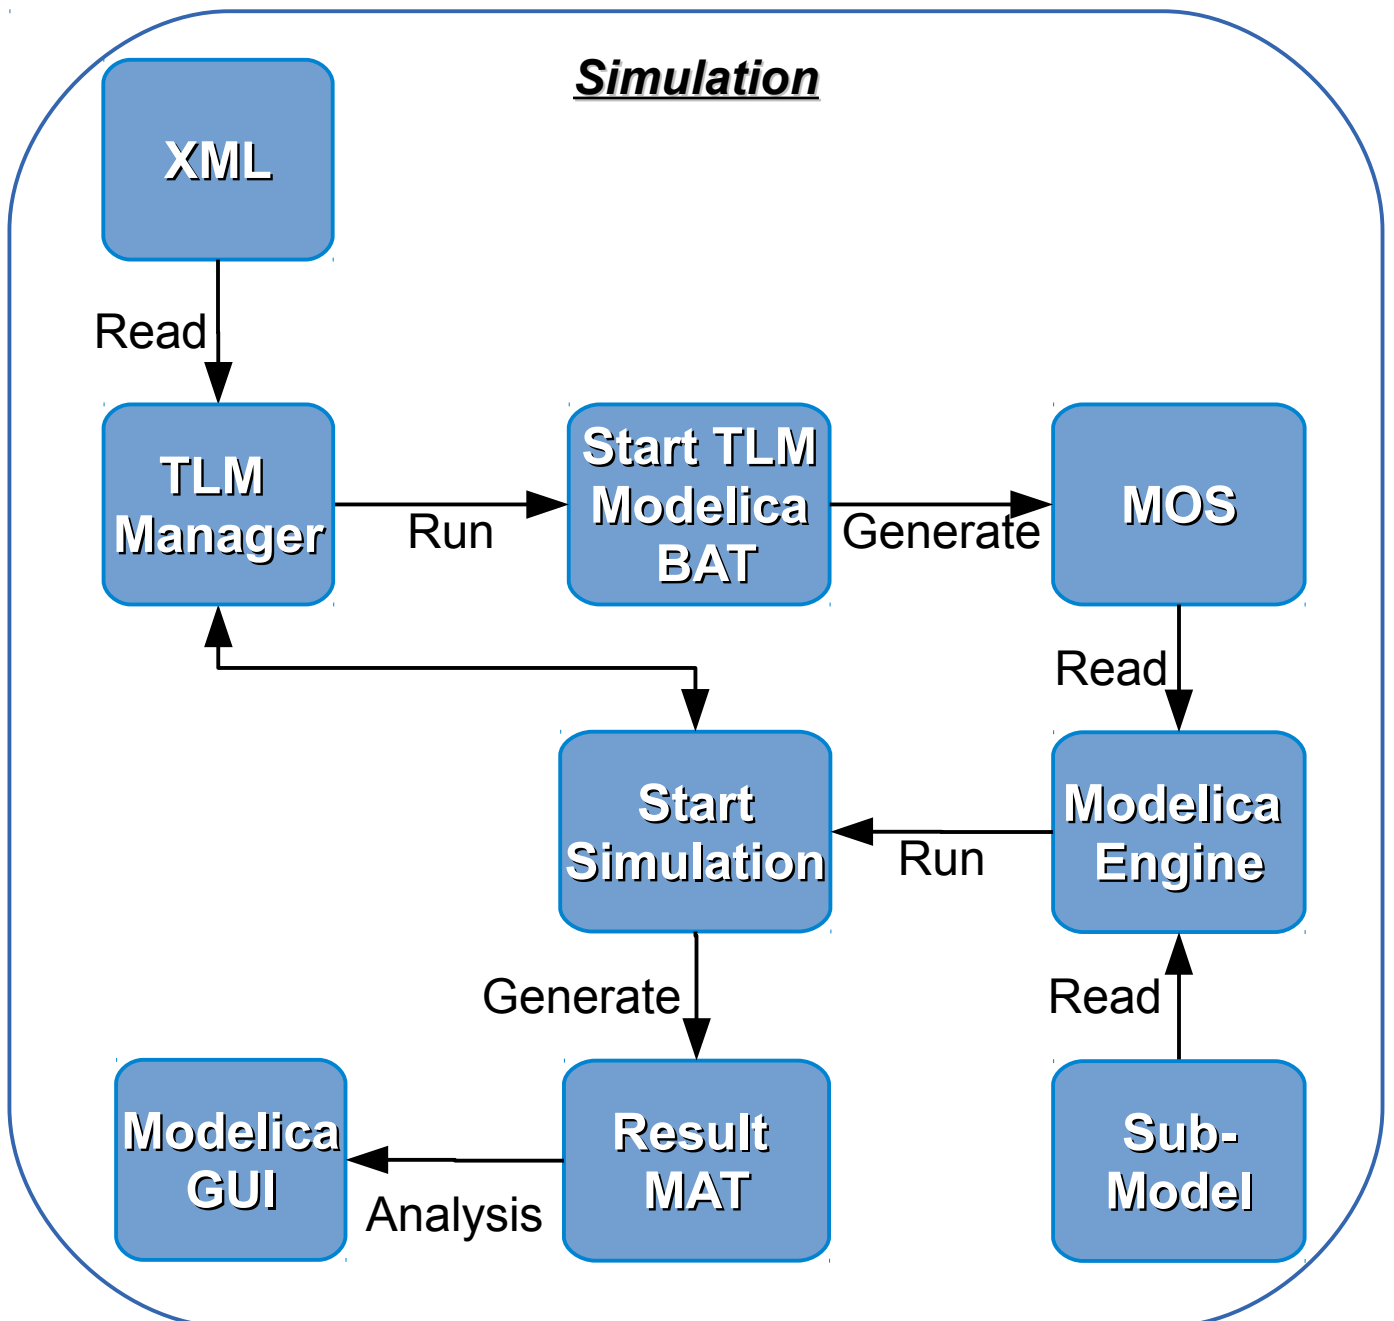 Simulation
XML
Read
TLM
Manager
Run
Start TLM
Modelica
BAT
Generate
MOS
Read
Start
Simulation
Run
Modelica
Engine
Generate
Read
Modelica
GUI
Analysis
Result
MAT
Sub-
Model